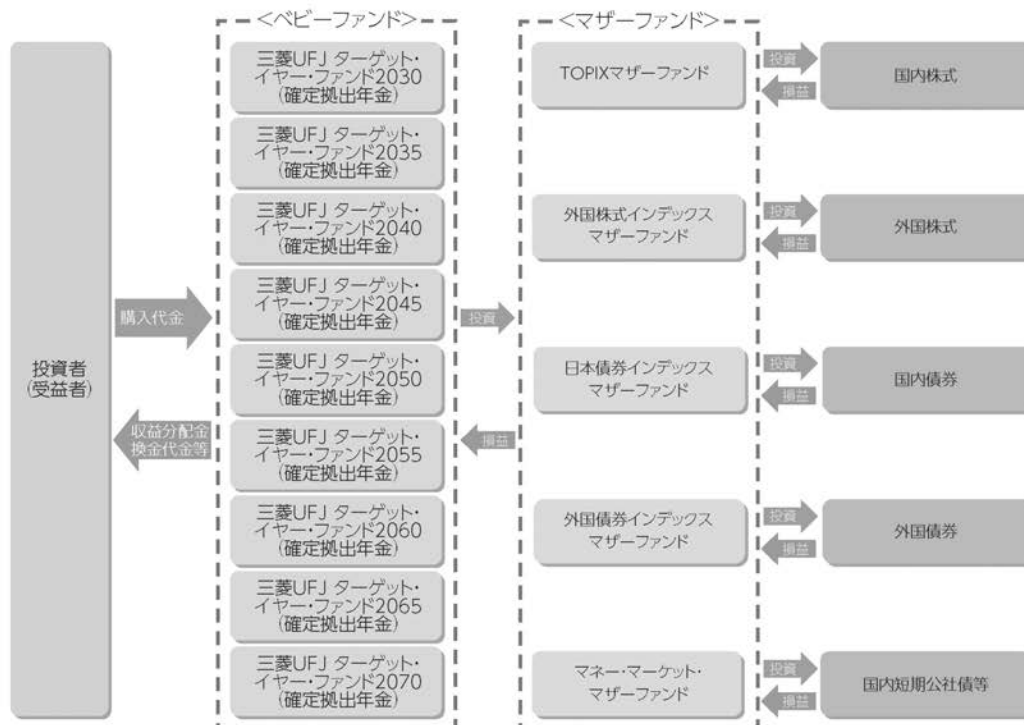 <ベビーファンド>
<マザーファンド>
投資者
(受益者)
購入代金
収益分配金
換金代金等
三菱UFJ ターゲット・
イヤー・ファンド2030
(確定拠出年金)
三菱UFJ ターゲット・
イヤー・ファンド2035
(確定拠出年金)
三菱UFJ ターゲット・
イヤー・ファンド2040
(確定拠出年金)
三菱UFJ ターゲット・
イヤー・ファンド2045
(確定拠出年金)
三菱UFJ ターゲット・
イヤー・ファンド2050
(確定拠出年金)
三菱UFJ ターゲット・
イヤー・ファンド2055
(確定拠出年金)
三菱UFJ ターゲット・
イヤー・ファンド2060
(確定拠出年金)
三菱UFJ ターゲット・
イヤー・ファンド2065
(確定拠出年金)
三菱UFJ ターゲット・
イヤー・ファンド2070
(確定拠出年金)
投資
損益
TOPIXマザーファンド
投資
損益
国内株式
外国株式インデックス
マザーファンド
投資
損益
外国株式
日本債券インデックス
マザーファンド
投資
損益
国内債券
外国債券インデックス
マザーファンド
投資
損益
外国債券
マネー・マーケット・
マザーファンド
投資
損益
国内短期公社債等